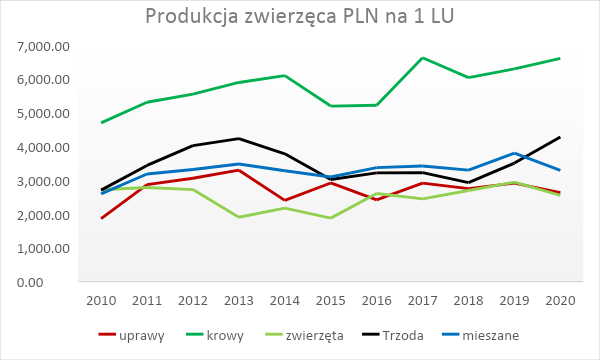 Produkcja zwierzęca PLN na 1 LU
7,000.00
6,000.00
5,000.00
4,000.00
3,000.00
2,000.00
1,000.00
0.00
2010 2011 2012 2013 2014 2015 2016 2017 2018 2019 2020
uprawy krowy zwierzęta Trzoda mieszane